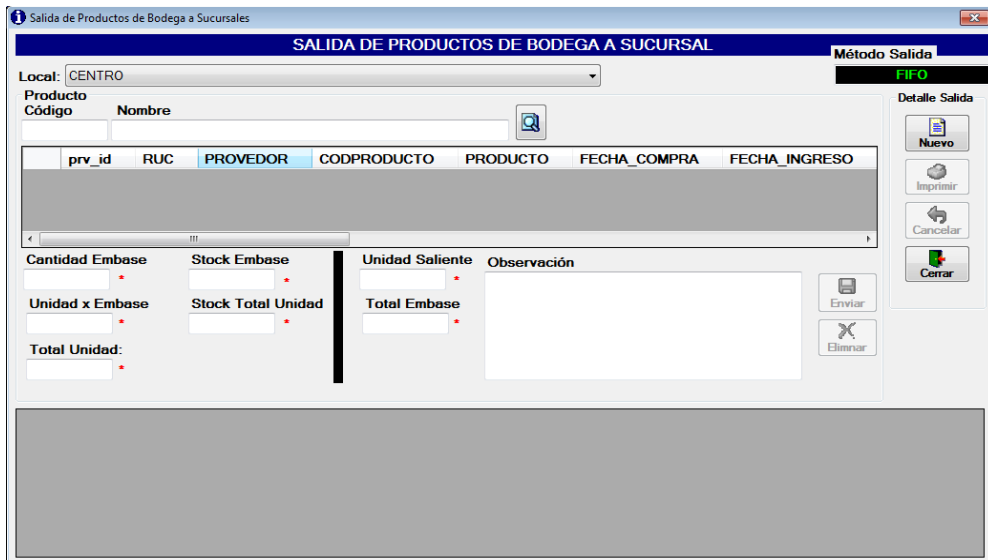 Salida de Productos de Bodega a Sucursales
SALIDA DE PRODUCTOS DE BODEGA A SUCURSAL
Método Salida
FIFO
Local: CENTRO
Producto
Código Nombre
prv_id RUC PROVEDOR CODPRODUCTO PRODUCTO FECHA_COMPRA FECHA_INGRESO
Cantidad Embase Stock Embase Unidad Saliente Observación
* * *
Unidad x Embase Stock Total Unidad Total Embase
* * *
Total Unidad:
*
Enviar
Elimnar
Detalle Salida
Nuevo
Imprimir
Cancelar
Cerrar